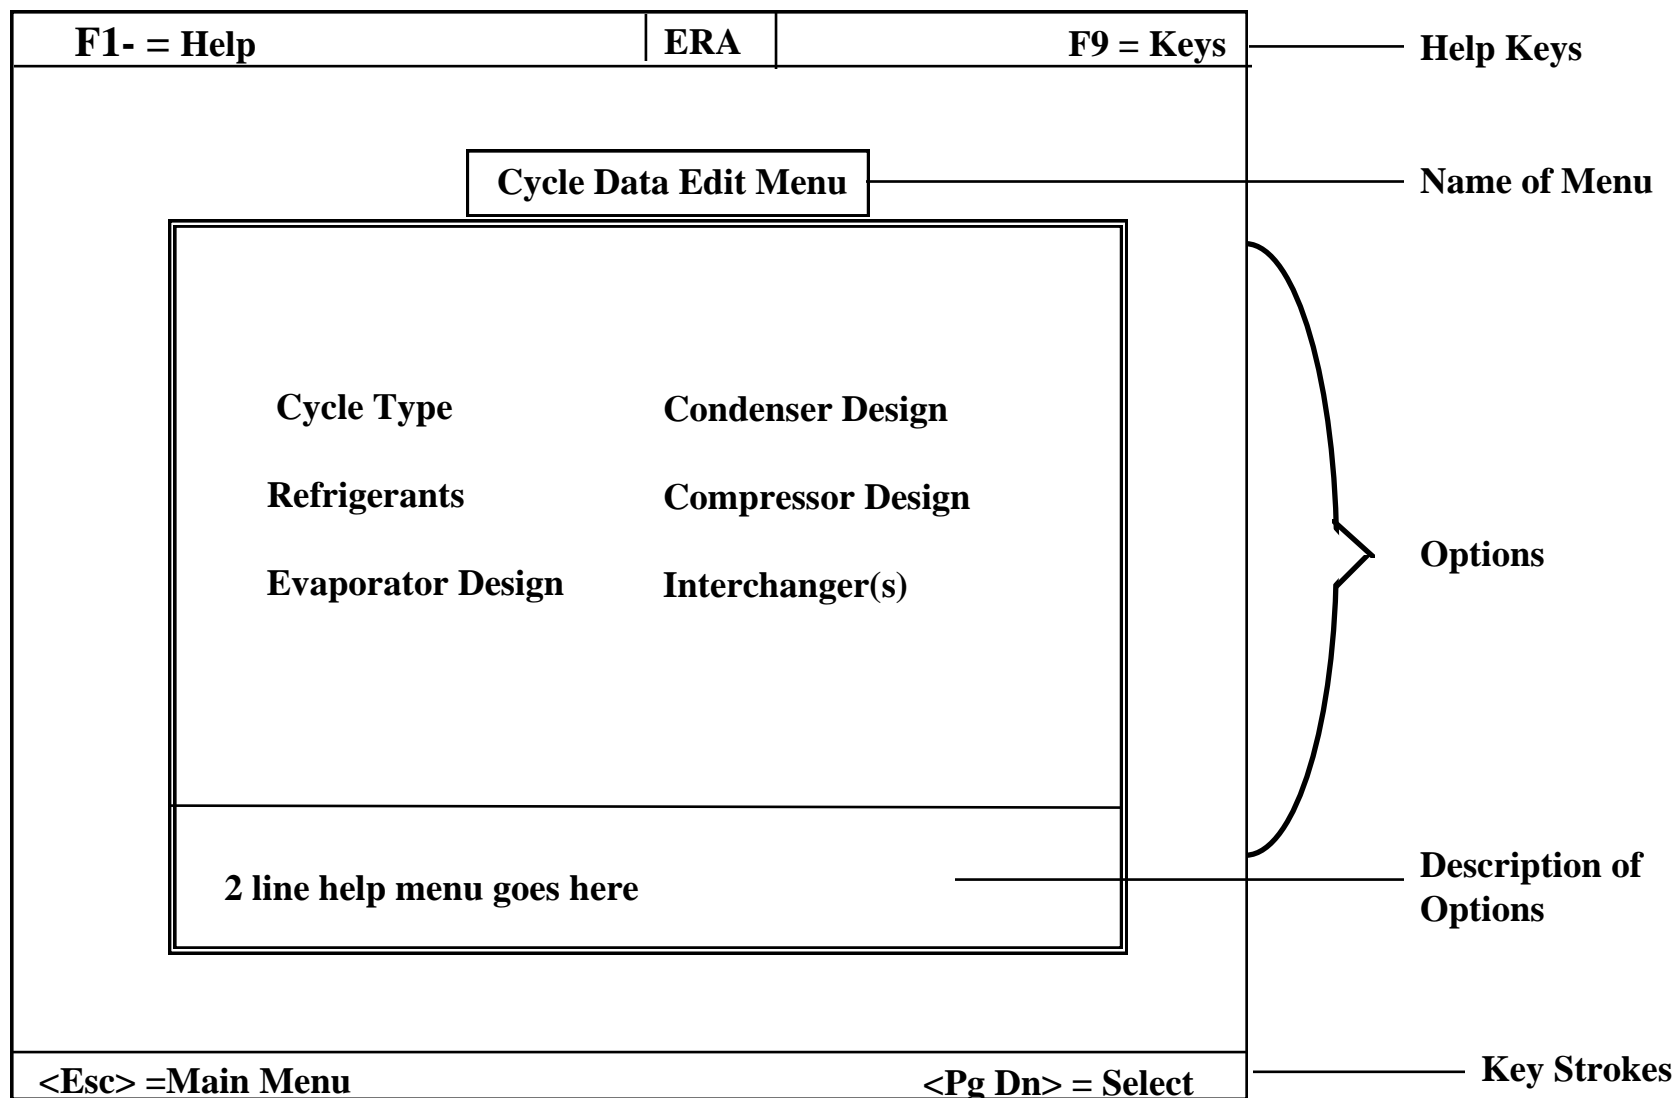 F1- = Help ERA F9 = Keys
Help Keys
Cycle Data Edit Menu
Name of Menu
Cycle Type Condenser Design
Refrigerants Compressor Design
Evaporator Design Interchanger(s)
Options
2 line help menu goes here
Description of
Options
<Esc> =Main Menu <Pg Dn> = Select
Key Strokes